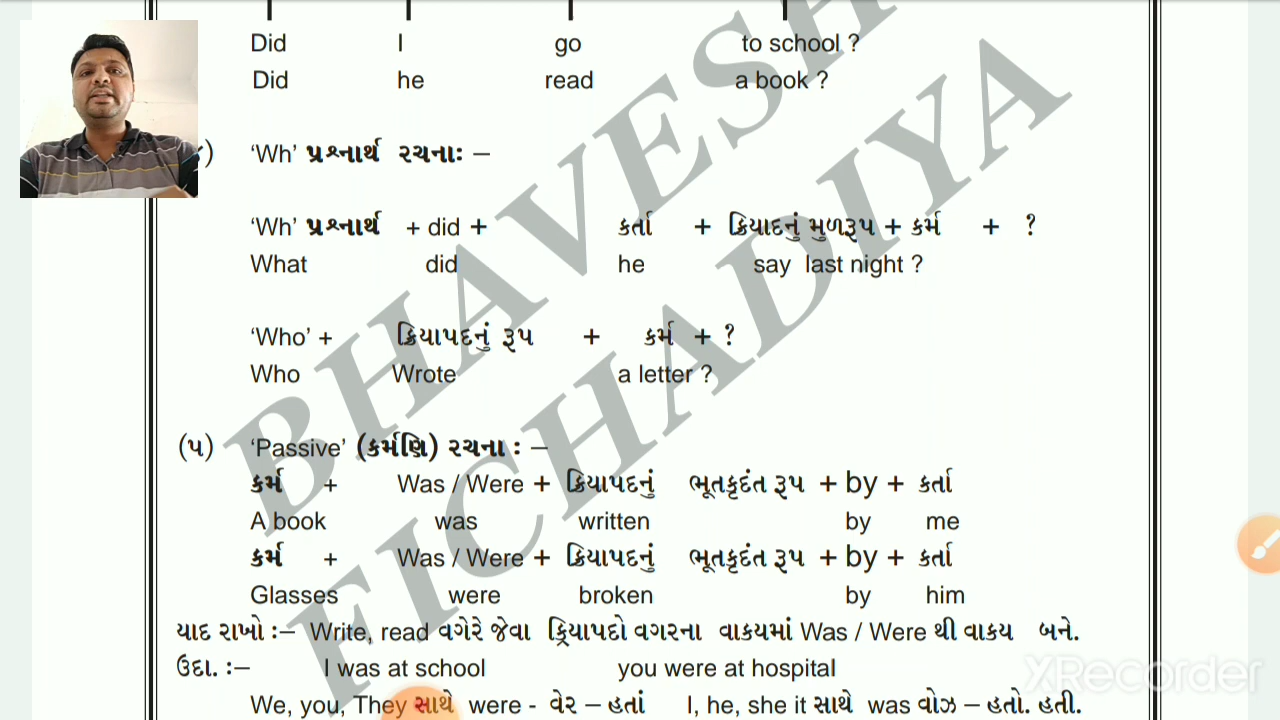 Did I go to school ?
Did he read a book ?
) 'Wh' પ્રશ્નાર્થ રચનાઃ –
'Wh' પ્રશ્નાર્થ + did + કર્તા + ક્રિયાદનું મુળરૂપ + કર્મ + ?
What did he say last night ?
'Who' + ક્રિયાપદનું રૂપ + કર્મ + ?
Who Wrote a letter ?
(૫) 'Passive' (કર્મણિ) રચના : –
કર્મ + Was / Were + ક્રિયાપદનું ભૂતકૃદંત રૂપ + by + કર્તા
A book was written by me
કર્મ + Was / Were + ક્રિયાપદનું ભૂતકૃદંત રૂપ + by + કર્તા
Glasses were broken by him
યાદ રાખો :– Write, read વગેરે જેવા ક્રિયાપદો વગરના વાકયમાં Was / Were થી વાકય બને.
ઉદા. :– I was at school you were at hospital
We, you, They સાથે were - વેર – હતાં I, he, she it સાથે was વોઝ – હતો. હતી.
BHAVESH
FICHADIYA
XRecorder